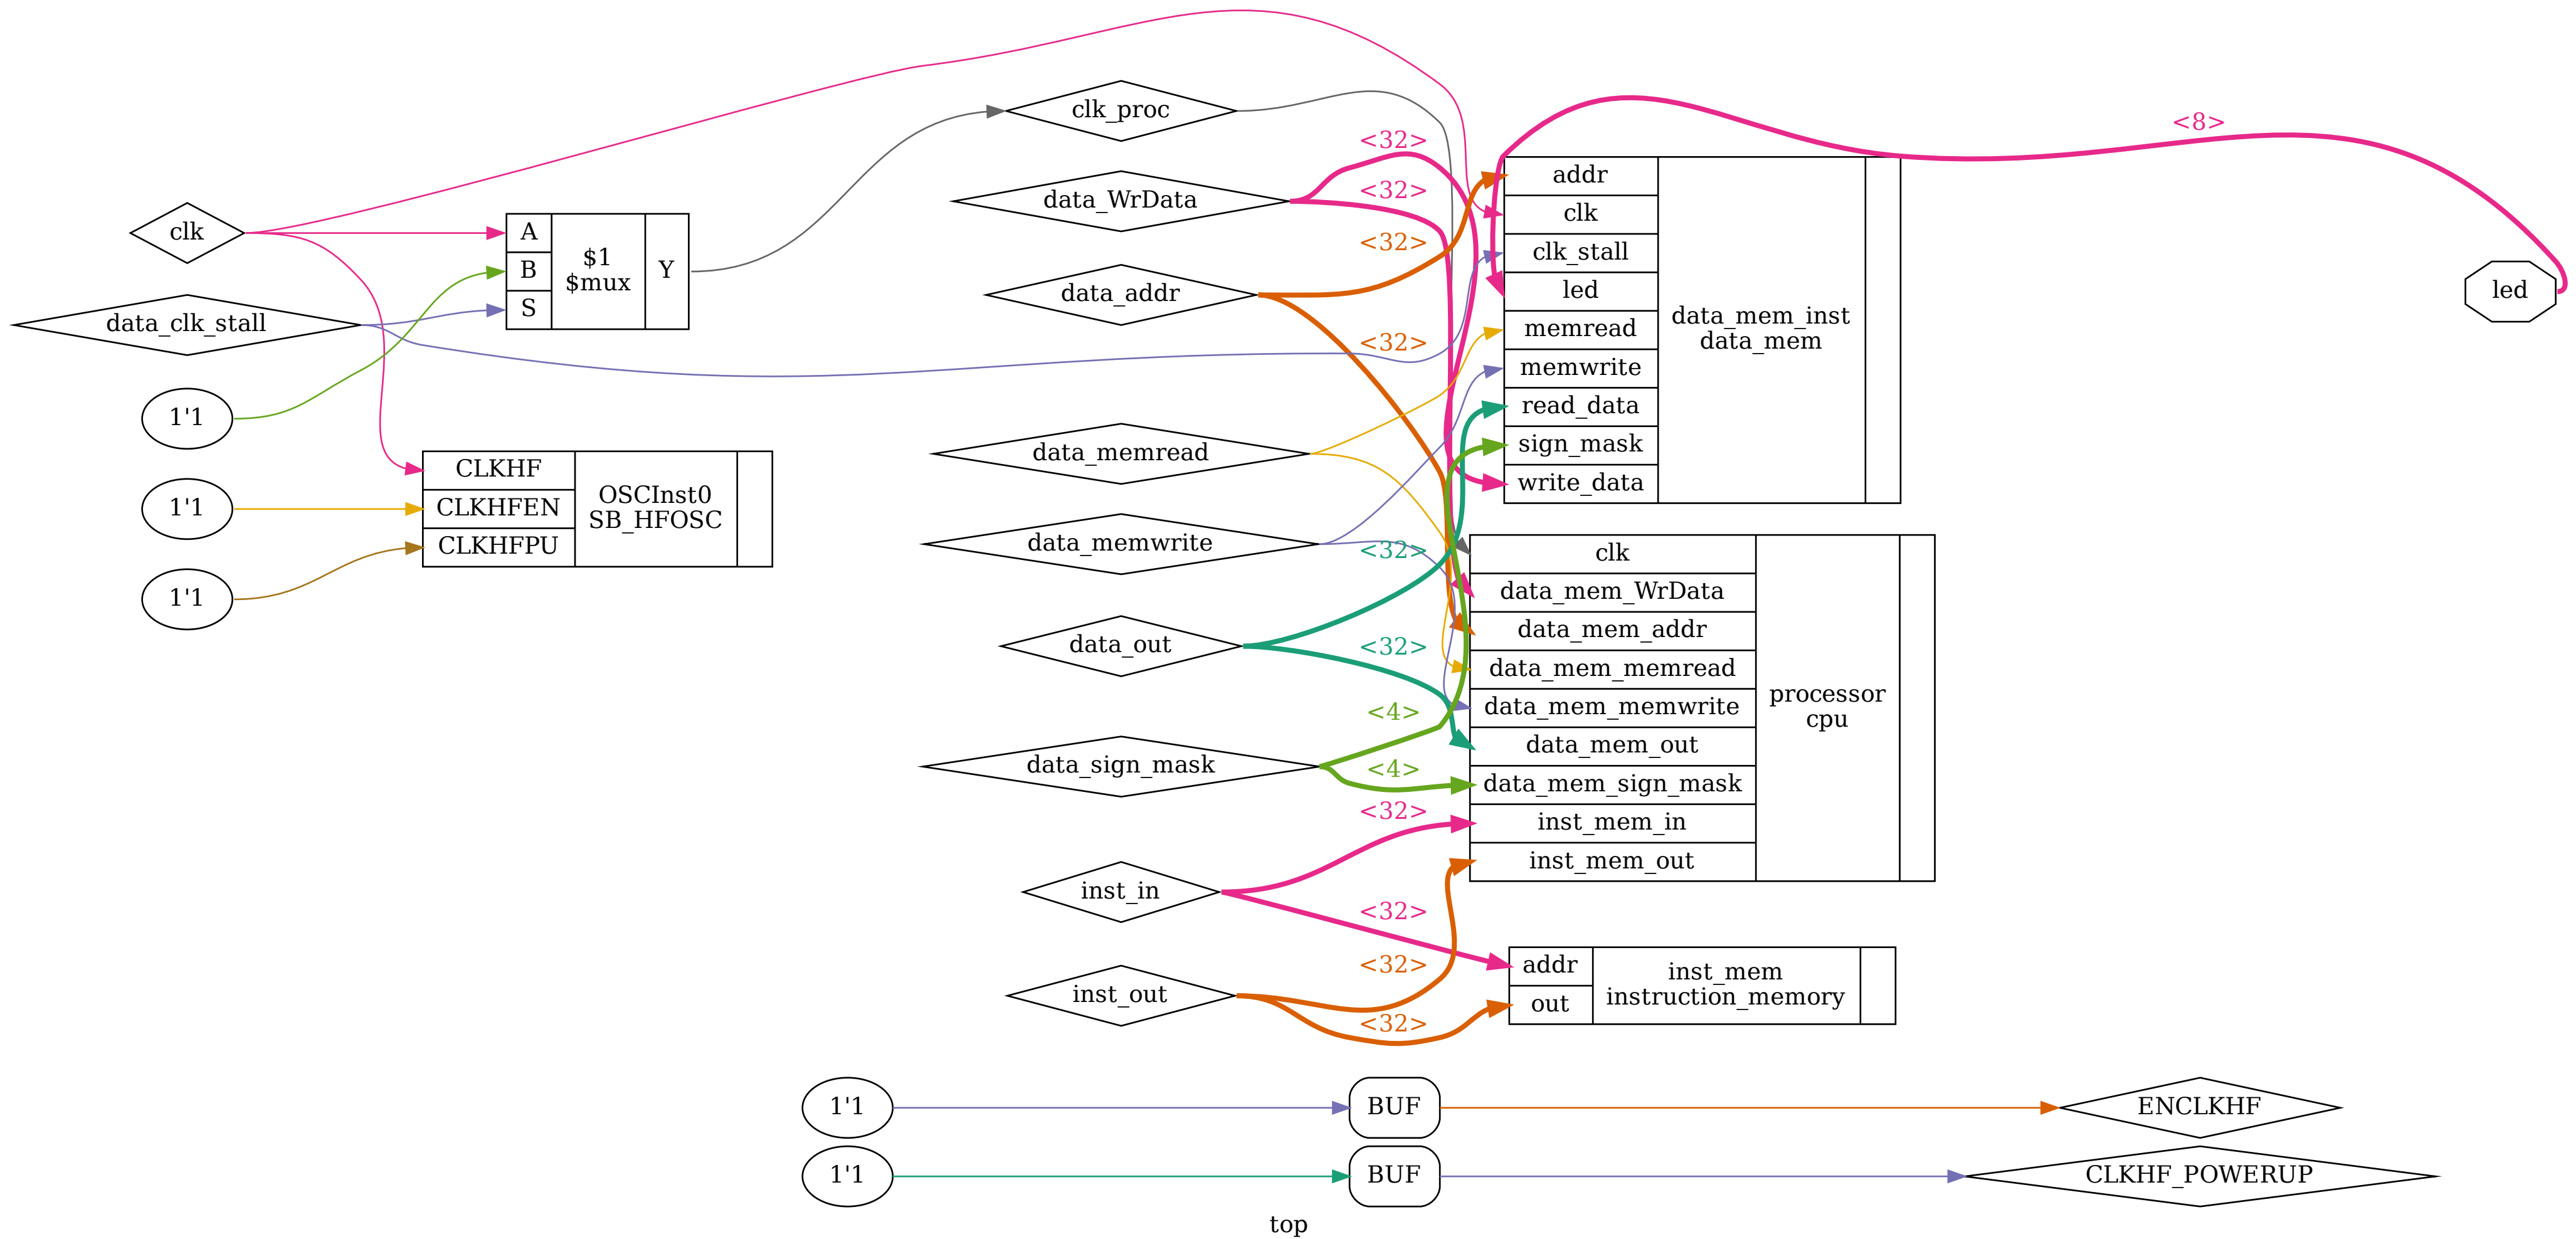 clk
data_clk_stall
1'1
1'1
1'1
A
B
S
$1
$mux
Y
CLKHF
CLKHFEN
CLKHFPU
OSCInst0
SB_HFOSC
clk_proc
data_WrData
data_addr
data_memread
data_memwrite
data_out
data_sign_mask
inst_in
inst_out
<32>
<32>
<32>
<32>
<32>
<32>
<4>
<4>
<32>
<32>
<32>
<32>
addr
clk
clk_stall
led
memread
memwrite
read_data
sign_mask
write_data
data_mem_inst
data_mem
<8>
led
clk
data_mem_WrData
data_mem_addr
data_mem_memread
data_mem_memwrite
data_mem_out
data_mem_sign_mask
inst_mem_in
inst_mem_out
processor
cpu
addr
out
inst_mem
instruction_memory
1'1
BUF
ENCLKHF
1'1
BUF
CLKHF_POWERUP
top